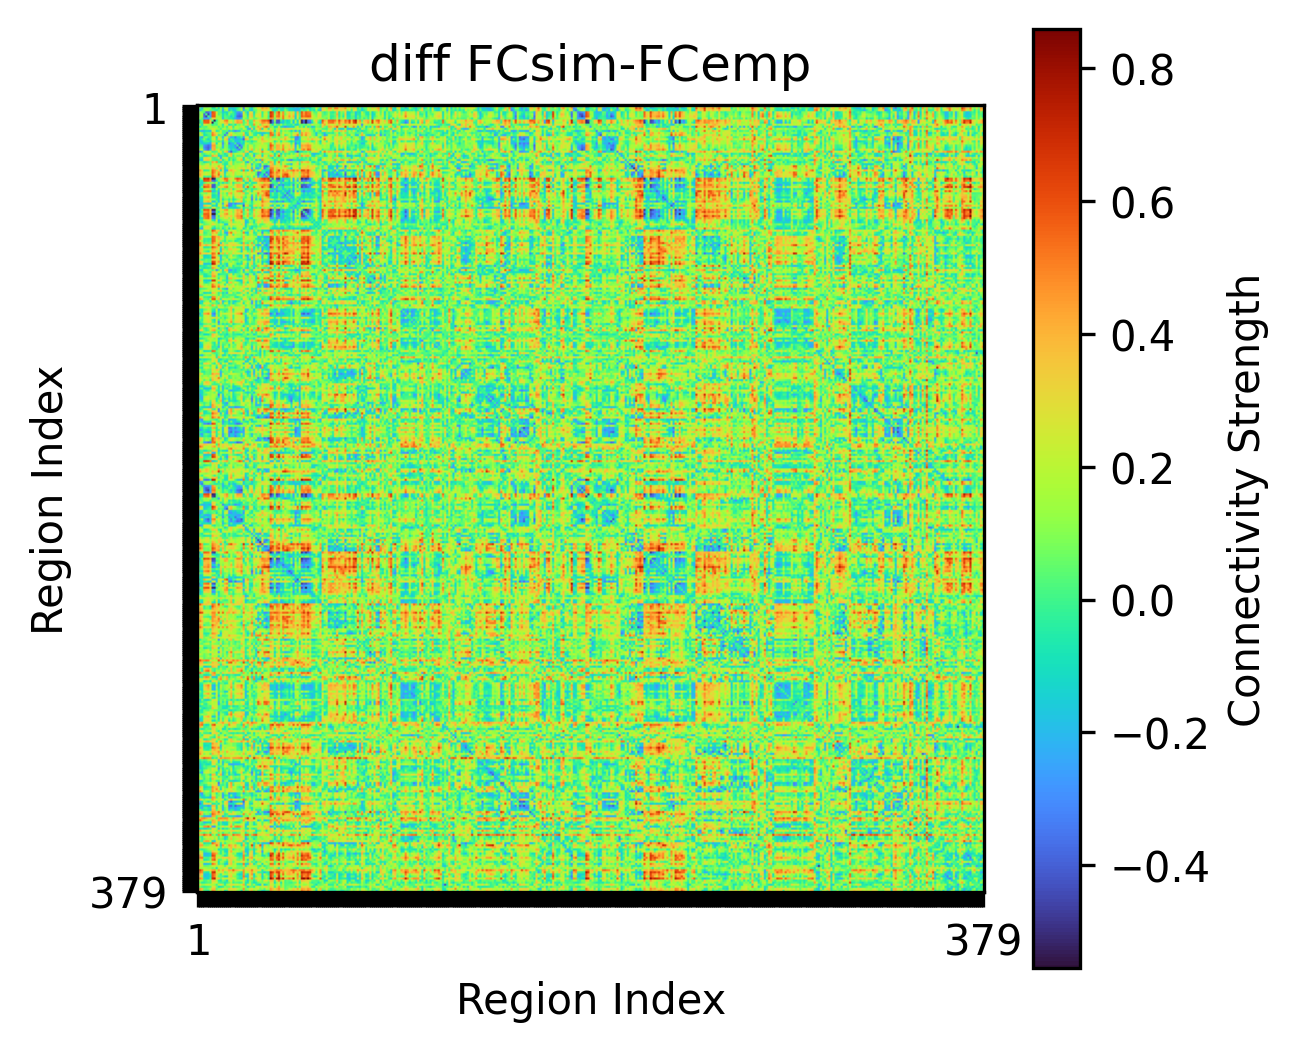 diff FCsim-FCemp
1
379
1
379
Region Index
Region Index
0.8
0.6
0.4
0.2
0.0
−0.2
−0.4
Connectivity Strength